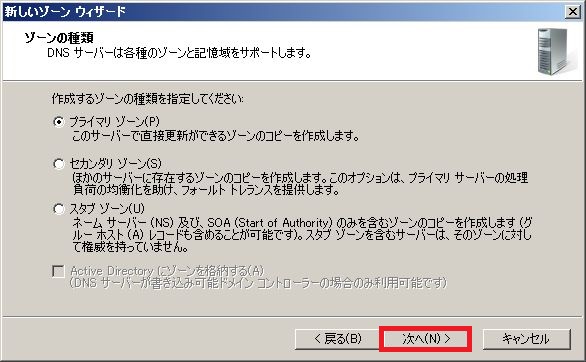 新しいゾーン ウィザード
ゾーンの種類
DNS サーバーは各種のゾーンと記憶域をサポートします。
作成するゾーンの種類を指定してください:
プライマリ ゾーン(P)
このサーバーで直接更新ができるゾーンのコピーを作成します。
セカンダリ ゾーン(S)
ほかのサーバーに存在するゾーンのコピーを作成します。このオプションは、プライマリ サーバーの処理
負荷の均衡化を助け、フォールト トレランスを提供します。
スタブ ゾーン(U)
ネーム サーバー (NS) 及び、SOA (Start of Authority) のみを含むゾーンのコピーを作成します (グ
ルー ホスト (A) レコードも含めることが可能です)。スタブ ゾーンを含むサーバーは、そのゾーンに対し
て権威を持っていません。
Active Directory にゾーンを格納する(A)
(DNS サーバーが書き込み可能ドメイン コントローラーの場合のみ利用可能です)
< 戻る(B)
次へ(N) >
キャンセル